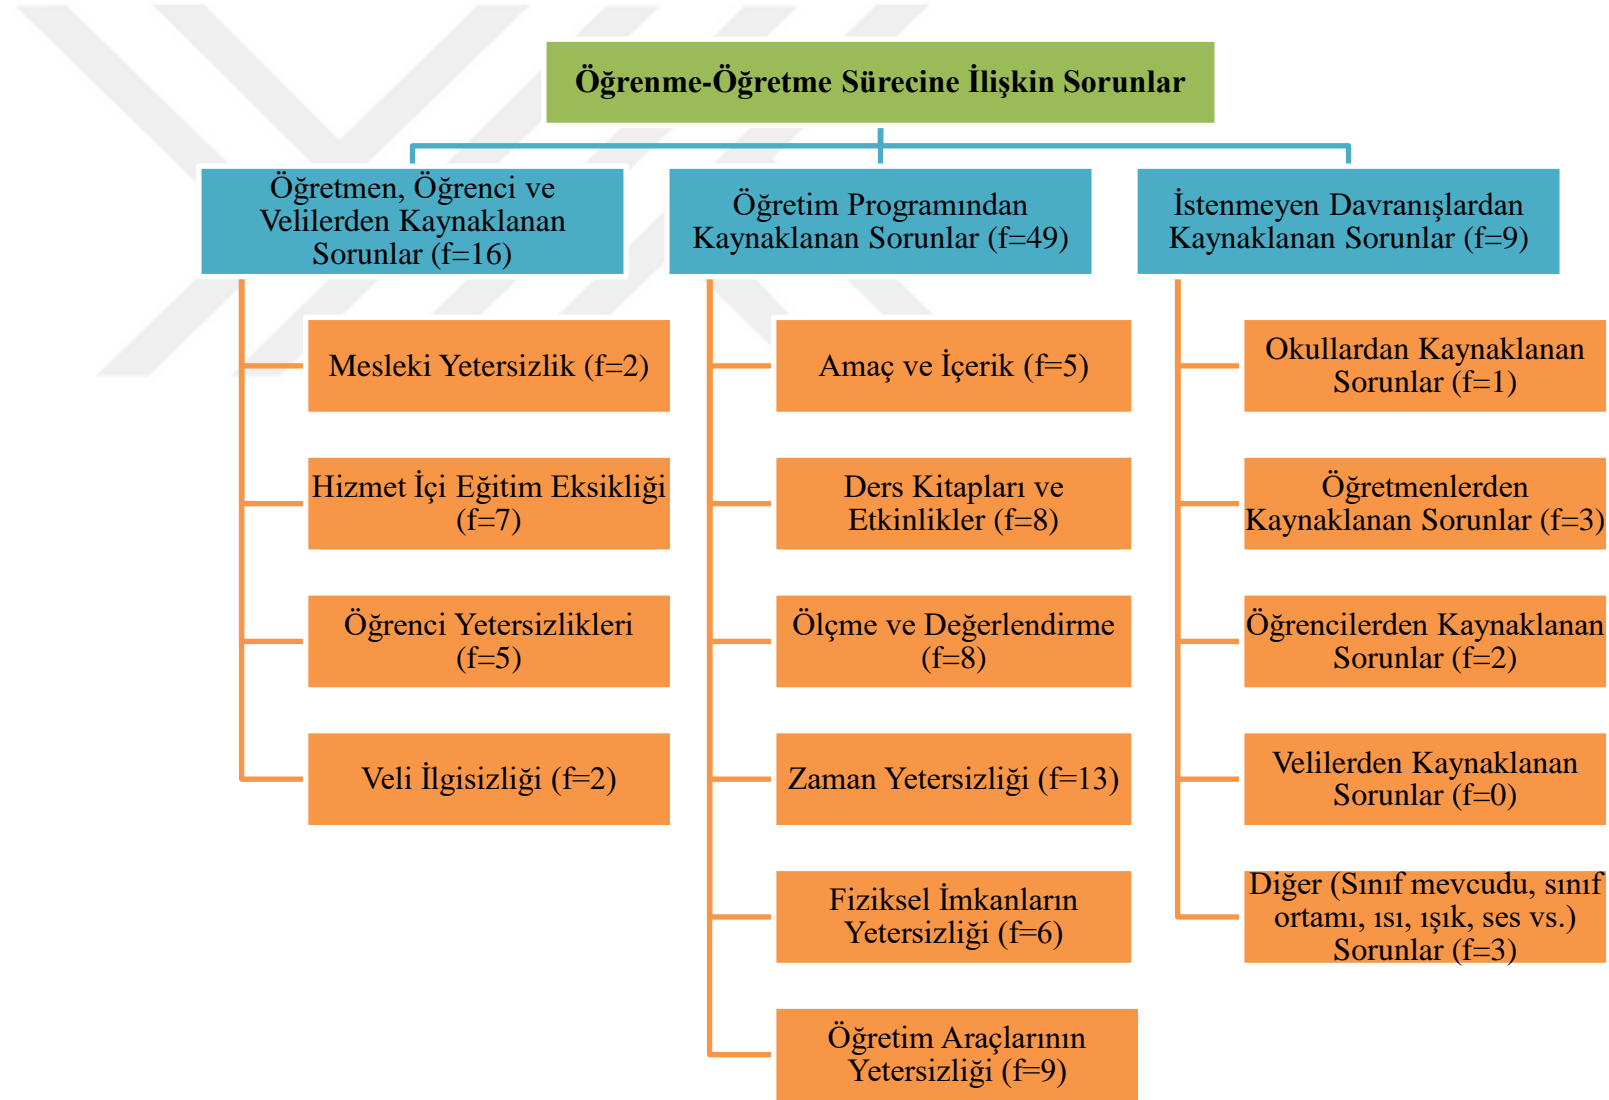 Öğrenme-Öğretme Sürecine İlişkin Sorunlar
Öğretmen, Öğrenci ve
Velilerden Kaynaklanan
Sorunlar (f=16)
Mesleki Yetersizlik (f=2)
Hizmet İçi Eğitim Eksikliği
(f=7)
Öğrenci Yetersizlikleri
(f=5)
Veli İlgisizliği (f=2)
Öğretim Programından
Kaynaklanan Sorunlar (f=49)
Amaç ve İçerik (f=5)
Ders Kitapları ve
Etkinlikler (f=8)
Ölçme ve Değerlendirme
(f=8)
Zaman Yetersizliği (f=13)
Fiziksel İmkanların
Yetersizliği (f=6)
Öğretim Araçlarının
Yetersizliği (f=9)
İstenmeyen Davranışlardan
Kaynaklanan Sorunlar (f=9)
Okullardan Kaynaklanan
Sorunlar (f=1)
Öğretmenlerden
Kaynaklanan Sorunlar (f=3)
Öğrencilerden Kaynaklanan
Sorunlar (f=2)
Velilerden Kaynaklanan
Sorunlar (f=0)
Diğer (Sınıf mevcudu, sınıf
ortamı, ısı, ışık, ses vs.)
Sorunlar (f=3)